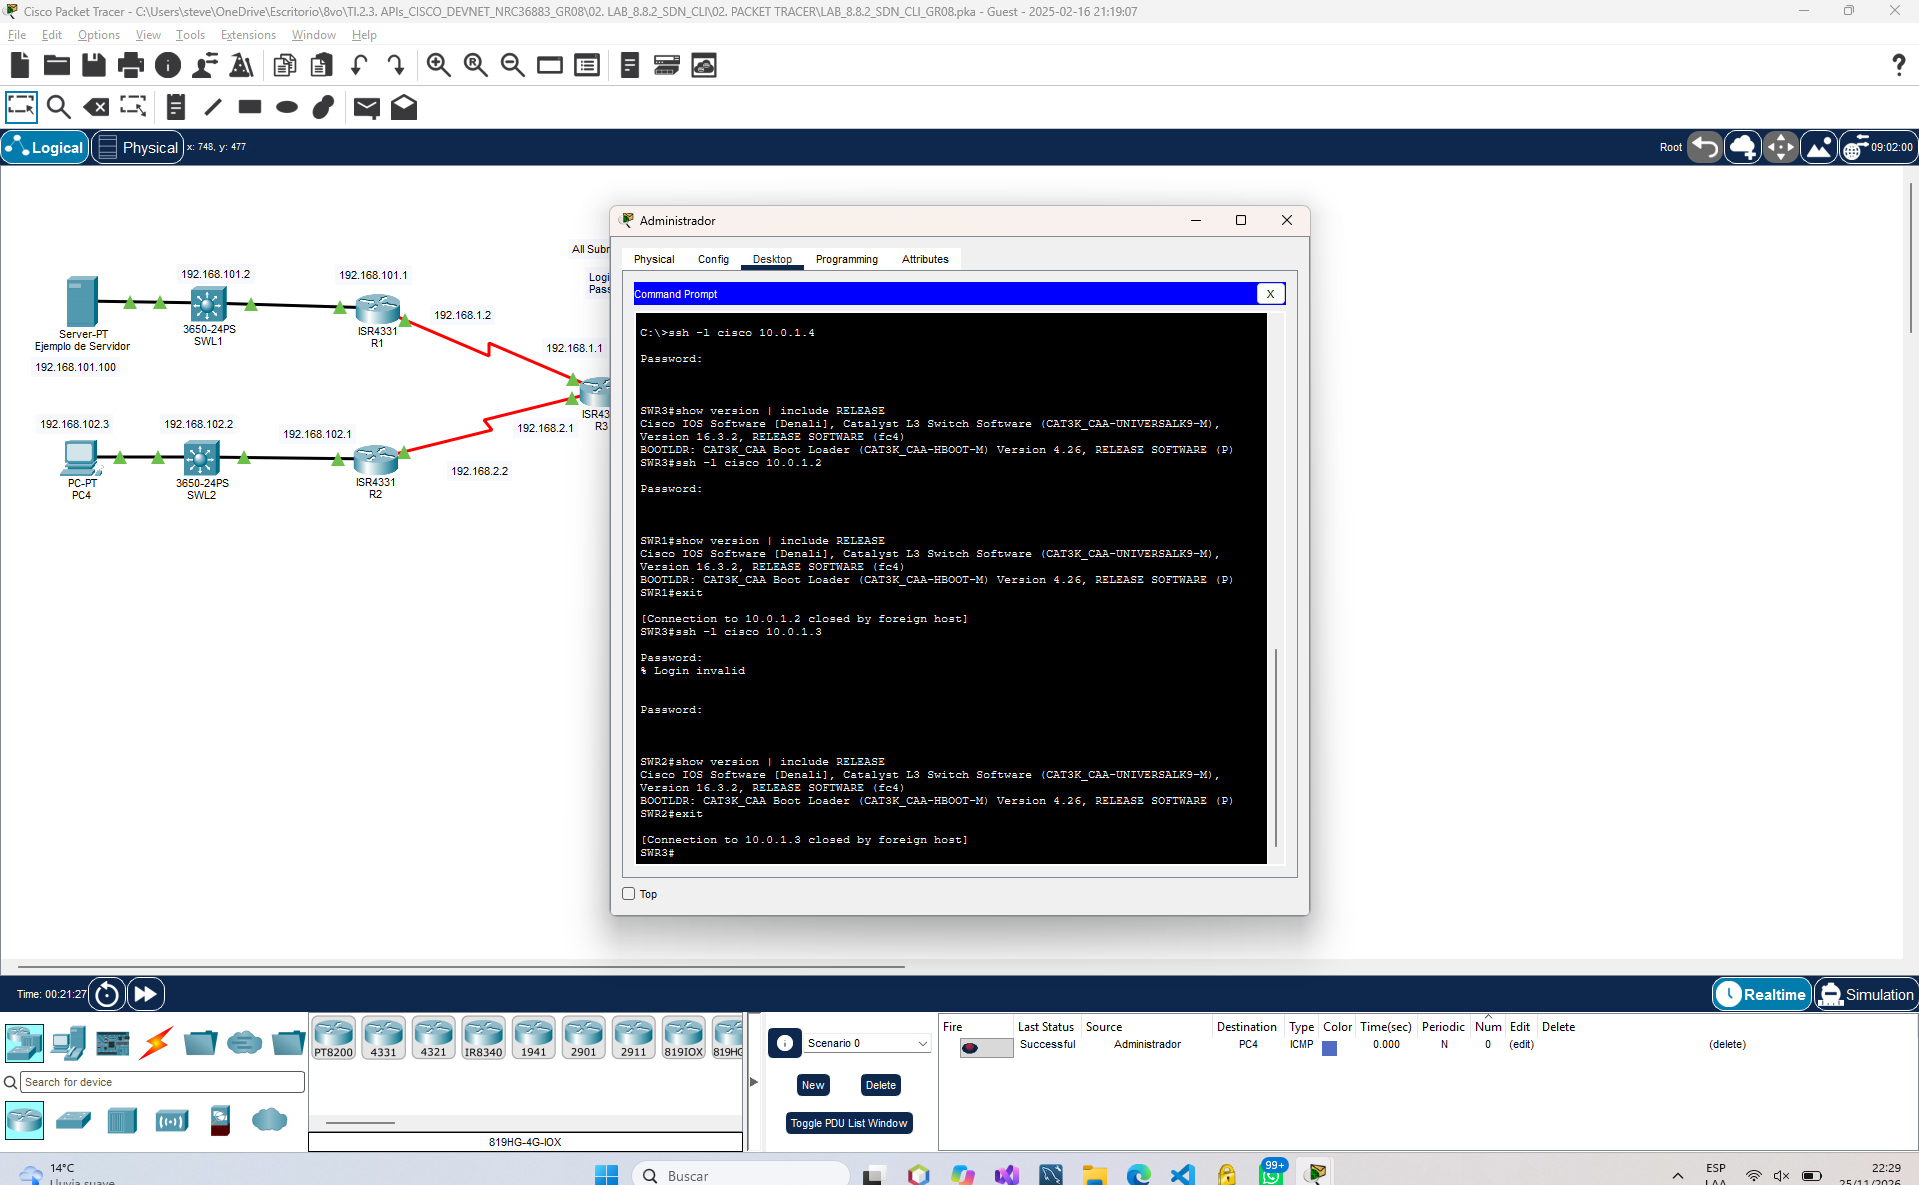 Cisco Packet Tracer - C:\Users\steve\OneDrive\Escritorio\8vo\TI.2.3. APIs_CISCO_DEVNET_NRC36883_GR08\02. LAB_8.8.2_SDN_CLI\02. PACKET TRACER\LAB_8.8.2_SDN_CLI_GR08.pka - Guest - 2025-02-16 21:19:07
File Edit Options View Tools Extensions Window Help
Logical Physical x: 748, y: 477 Root 09:02:00
All Subn
Logi
Pass
192.168.101.2
192.168.101.1
192.168.1.2
Server-PT
Ejemplo de Servidor
3650-24PS
SWL1
ISR4331
R1
192.168.101.100
192.168.1.1
192.168.102.3
192.168.102.2
192.168.102.1
192.168.2.1
ISR43
R3
192.168.2.2
PC-PT
PC4
3650-24PS
SWL2
ISR4331
R2
Administrador
Physical Config Desktop Programming Attributes
Command Prompt X
C:\>ssh -l cisco 10.0.1.4
Password:
SWR3#show version | include RELEASE
Cisco IOS Software [Denali], Catalyst L3 Switch Software (CAT3K_CAA-UNIVERSALK9-M),
Version 16.3.2, RELEASE SOFTWARE (fc4)
BOOTLDR: CAT3K_CAA Boot Loader (CAT3K_CAA-HBOOT-M) Version 4.26, RELEASE SOFTWARE (P)
SWR3#ssh -l cisco 10.0.1.2
Password:
SWR1#show version | include RELEASE
Cisco IOS Software [Denali], Catalyst L3 Switch Software (CAT3K_CAA-UNIVERSALK9-M),
Version 16.3.2, RELEASE SOFTWARE (fc4)
BOOTLDR: CAT3K_CAA Boot Loader (CAT3K_CAA-HBOOT-M) Version 4.26, RELEASE SOFTWARE (P)
SWR1#exit
[Connection to 10.0.1.2 closed by foreign host]
SWR3#ssh -l cisco 10.0.1.3
Password:
% Login invalid
Password:
SWR2#show version | include RELEASE
Cisco IOS Software [Denali], Catalyst L3 Switch Software (CAT3K_CAA-UNIVERSALK9-M),
Version 16.3.2, RELEASE SOFTWARE (fc4)
BOOTLDR: CAT3K_CAA Boot Loader (CAT3K_CAA-HBOOT-M) Version 4.26, RELEASE SOFTWARE (P)
SWR2#exit
[Connection to 10.0.1.3 closed by foreign host]
SWR3#
Top
Time: 00:21:27 Realtime Simulation
PT8200 4331 4321 IR8340 1941 2901 2911 819IOX 819HG
Search for device
819HG-4G-IOX
Scenario 0
New Delete
Toggle PDU List Window
Fire Last Status Source Destination Type Color Time(sec) Periodic Num Edit Delete
Successful Administrador PC4 ICMP 0.000 N 0 (edit) (delete)
14°C
Lluvia suave
Buscar
99+
ESP
LAA
22:29
25/11/2026